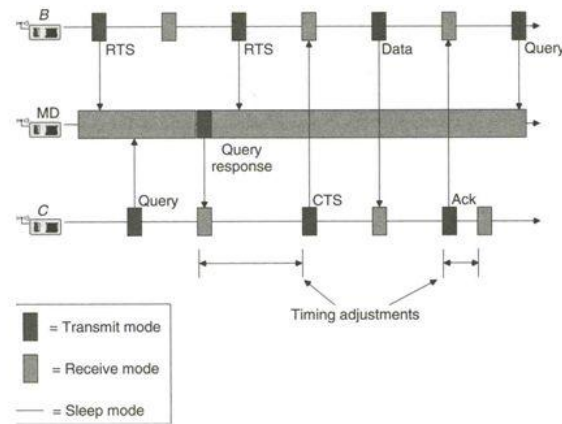 B
RTS
RTS
Data
Query
MD
Query
response
Query
CTS
Ack
C
Timing adjustments
= Transmit mode
= Receive mode
= Sleep mode